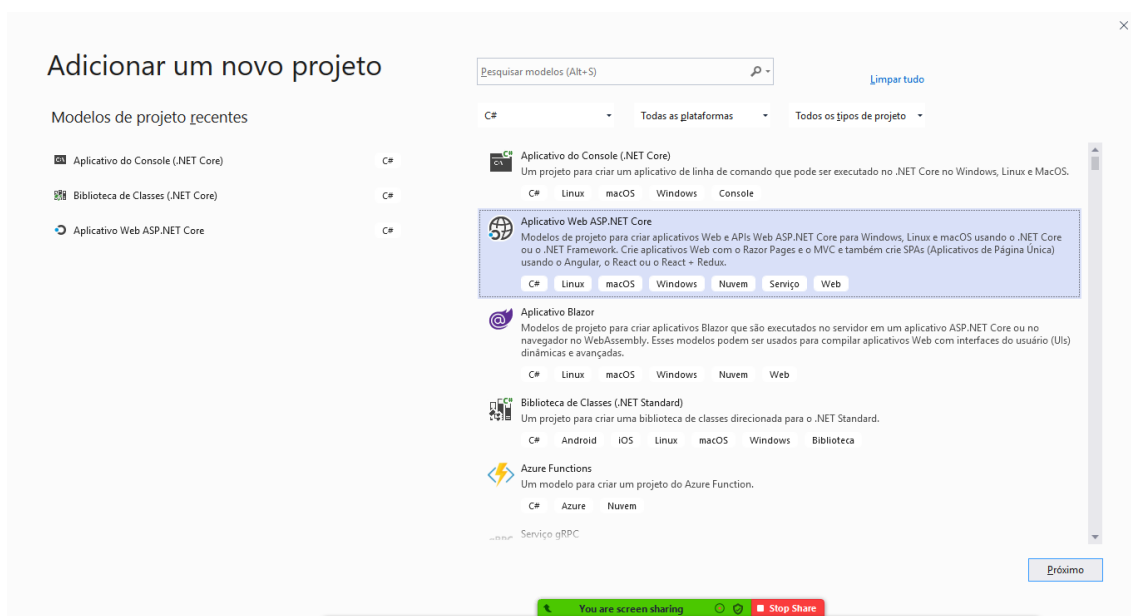 Adicionar um novo projeto
Modelos de projeto recentes
Aplicativo do Console (.NET Core) C#
Biblioteca de Classes (.NET Core) C#
Aplicativo Web ASP.NET Core C#
Pesquisar modelos (Alt+S)
Limpar tudo
C# Todas as plataformas Todos os tipos de projeto
Aplicativo do Console (.NET Core)
Um projeto para criar um aplicativo de linha de comando que pode ser executado no .NET Core no Windows, Linux e MacOS.
C# Linux macOS Windows Console
Aplicativo Web ASP.NET Core
Modelos de projeto para criar aplicativos Web e APIs Web ASP.NET Core para Windows, Linux e macOS usando o .NET Core
ou o .NET Framework. Crie aplicativos Web com o Razor Pages e o MVC e também crie SPAs (Aplicativos de Página Única)
usando o Angular, o React ou o React + Redux.
C# Linux macOS Windows Nuvem Serviço Web
Aplicativo Blazor
Modelos de projeto para criar aplicativos Blazor que são executados no servidor em um aplicativo ASP.NET Core ou no
navegador no WebAssembly. Esses modelos podem ser usados para compilar aplicativos Web com interfaces do usuário (UIs)
dinâmicas e avançadas.
C# Linux macOS Windows Nuvem Web
Biblioteca de Classes (.NET Standard)
Um projeto para criar uma biblioteca de classes direcionada para o .NET Standard.
C# Android iOS Linux macOS Windows Biblioteca
Azure Functions
Um modelo para criar um projeto do Azure Function.
C# Azure Nuvem
Serviço gRPC
Próximo
You are screen sharing Stop Share